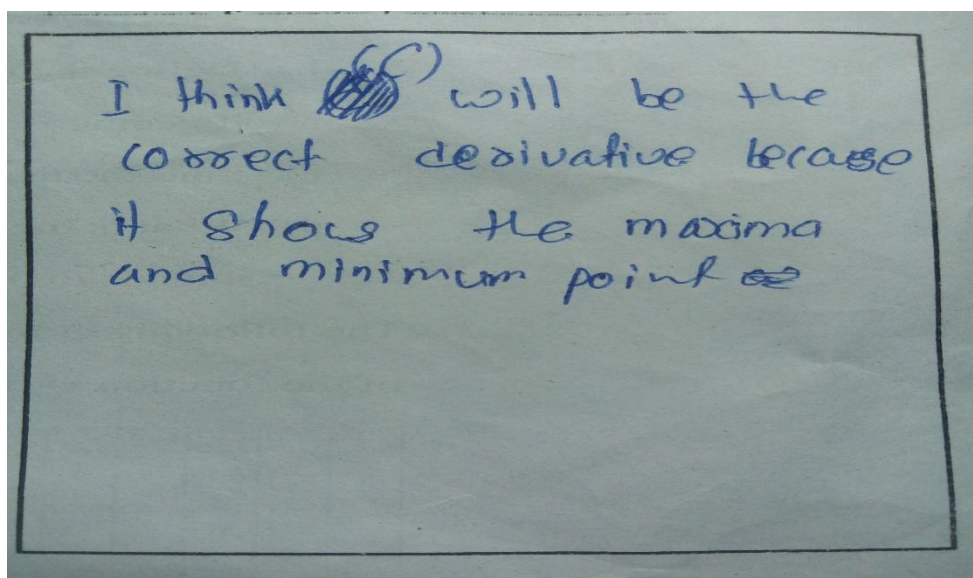 I think (C) will be the
correct derivative because
it shows the maxima
and minimum point